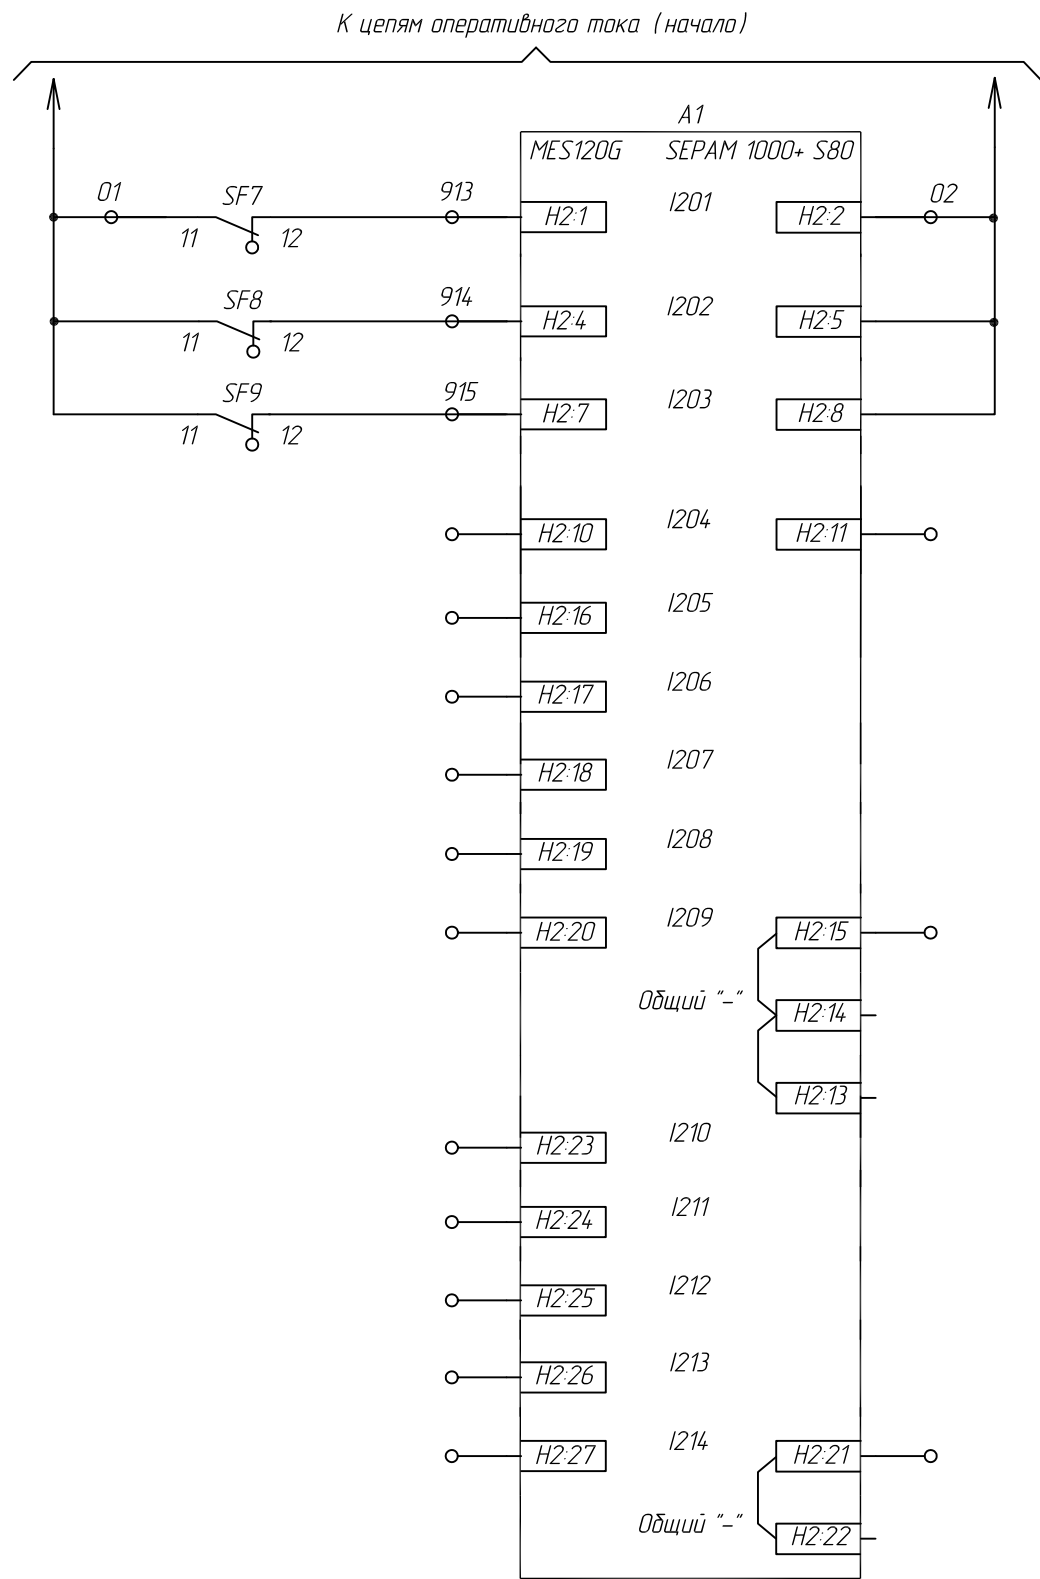 К цепям оперативного тока (начало)
A1
MES120G SEPAM 1000+ S80
01 SF7 913 I201 02
H2:1 H2:2
11 12
SF8 914 I202
H2:4 H2:5
11 12
SF9 915 I203
H2:7 H2:8
11 12
I204
H2:10 H2:11
I205
H2:16
I206
H2:17
I207
H2:18
I208
H2:19
I209
H2:20 H2:15
Общий "-"
H2:14
H2:13
I210
H2:23
I211
H2:24
I212
H2:25
I213
H2:26
I214
H2:27 H2:21
Общий "-"
H2:22